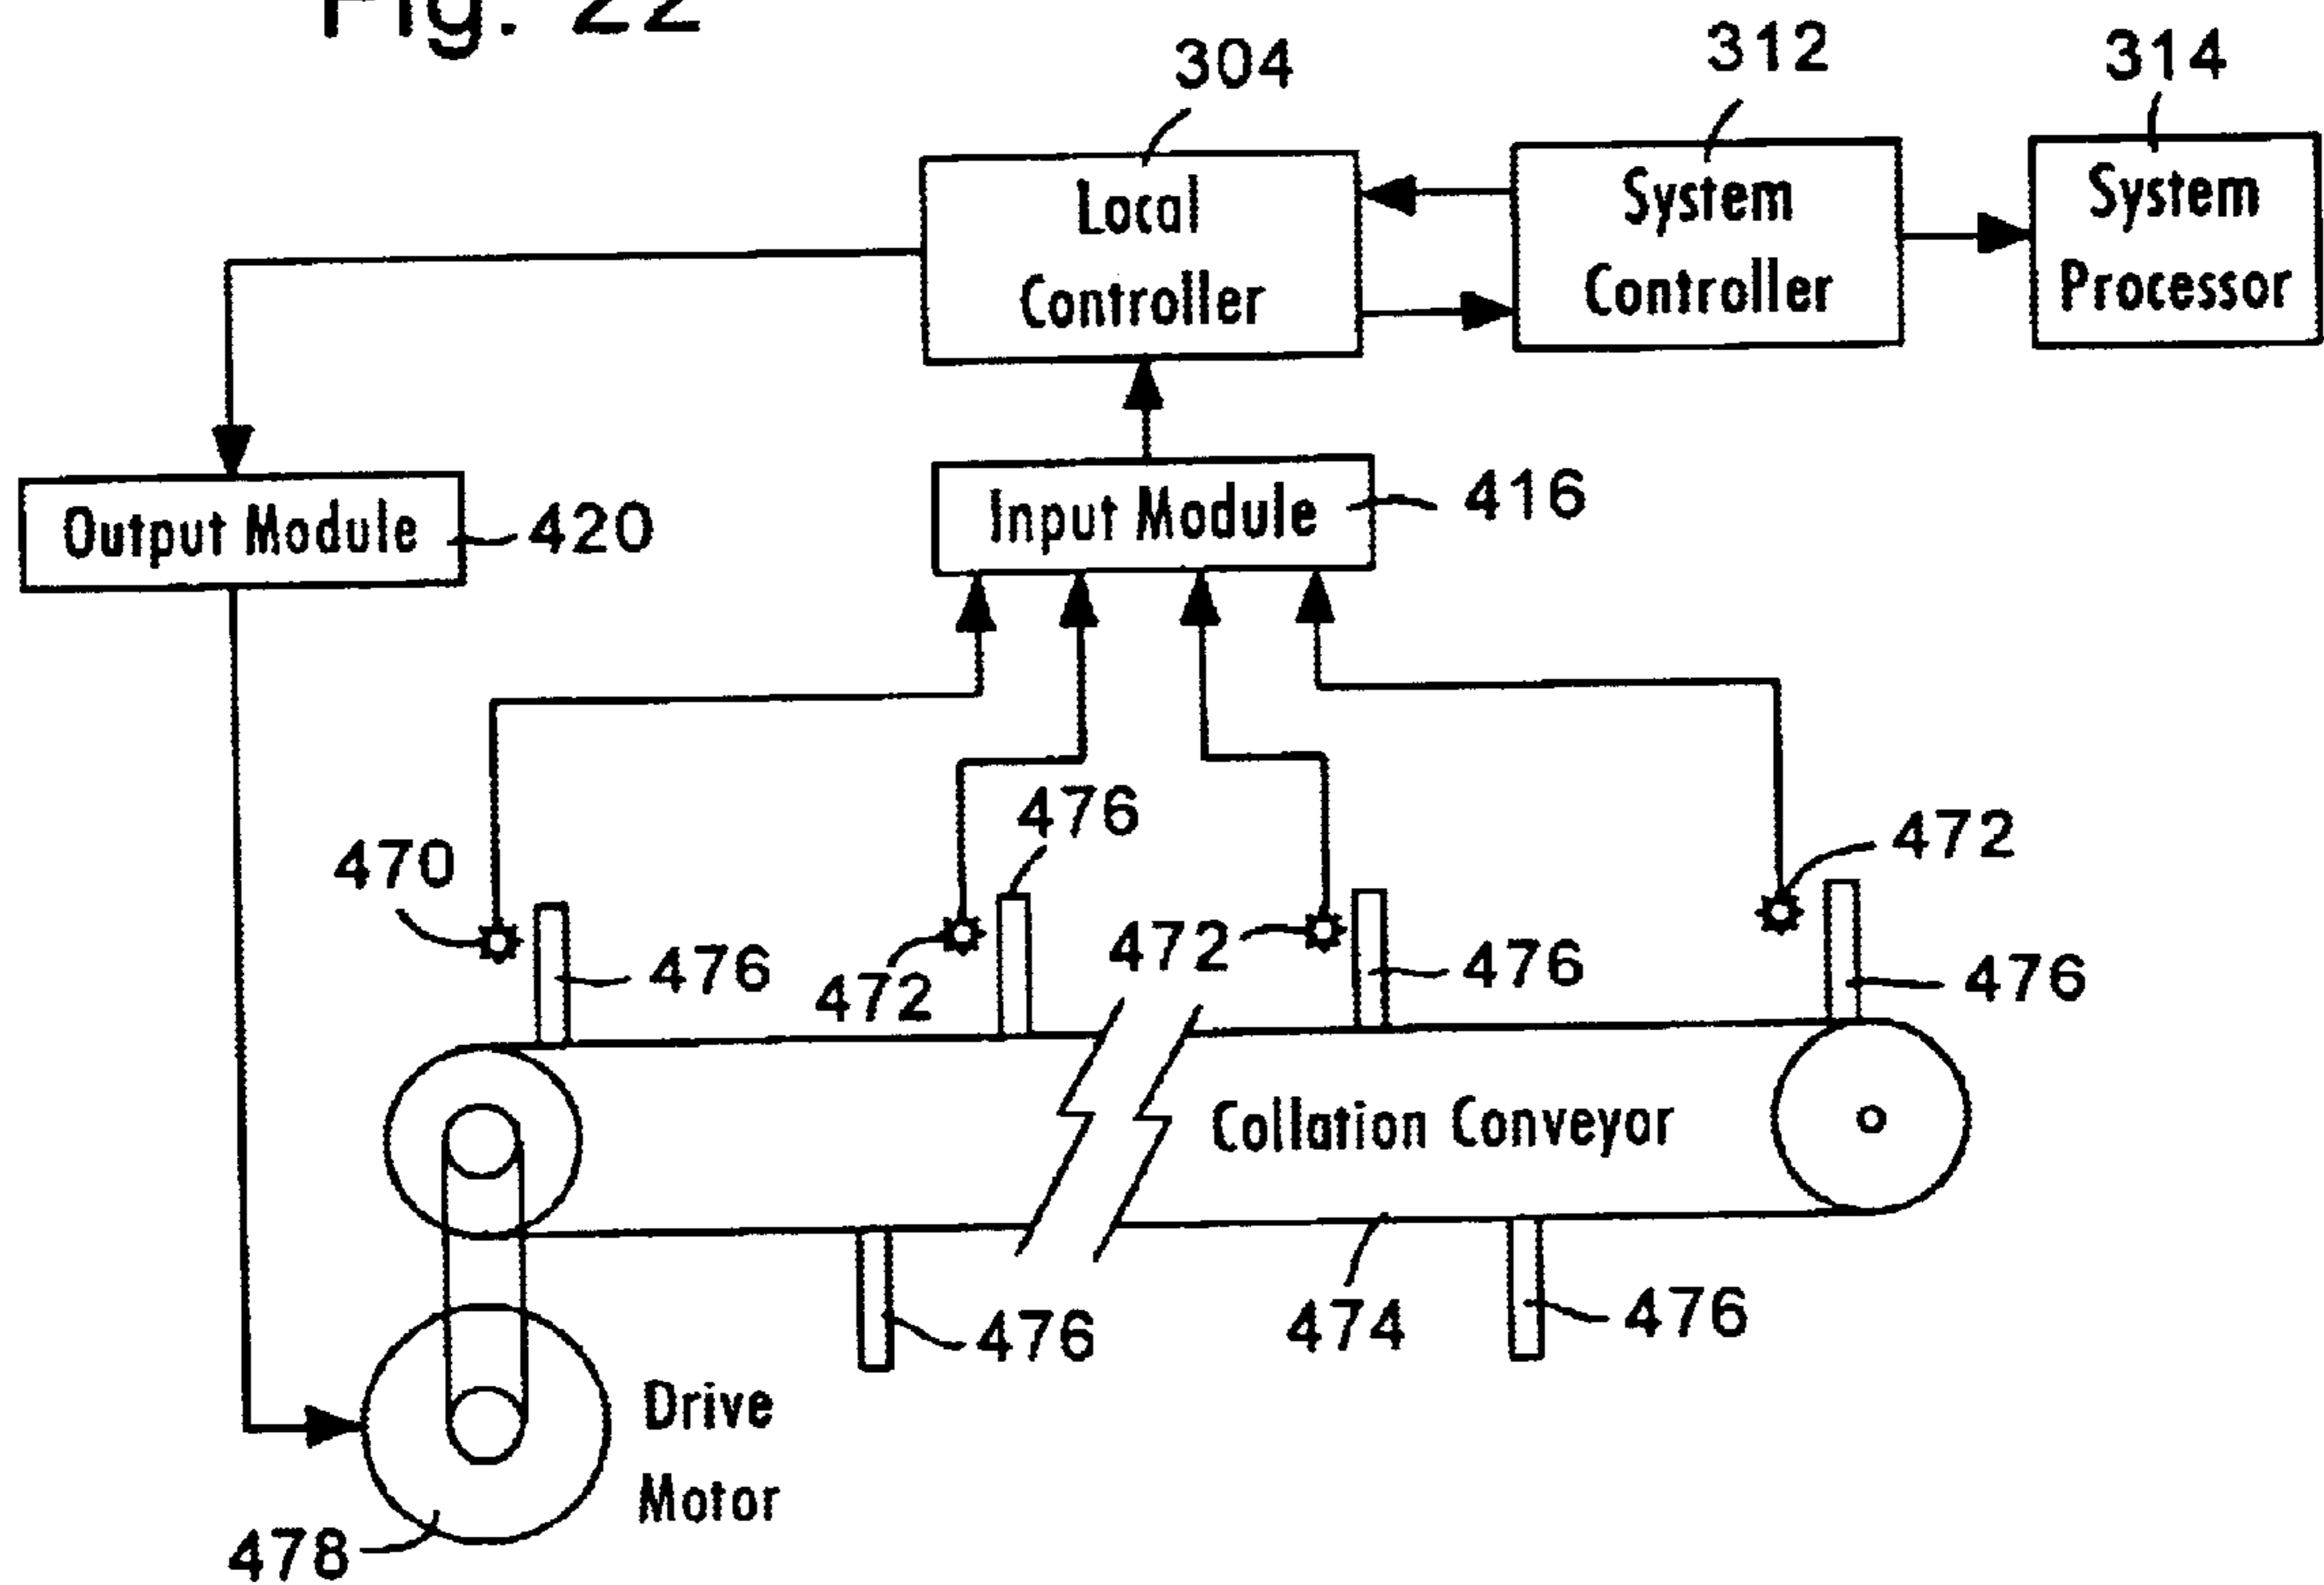 Fig. 22
304
312
314
Local
Controller
System
Controller
System
Processor
Output Module
420
Input Module
416
476
470
472
476
472
472
476
476
Collation Conveyor
476
474
476
Drive
Motor
478